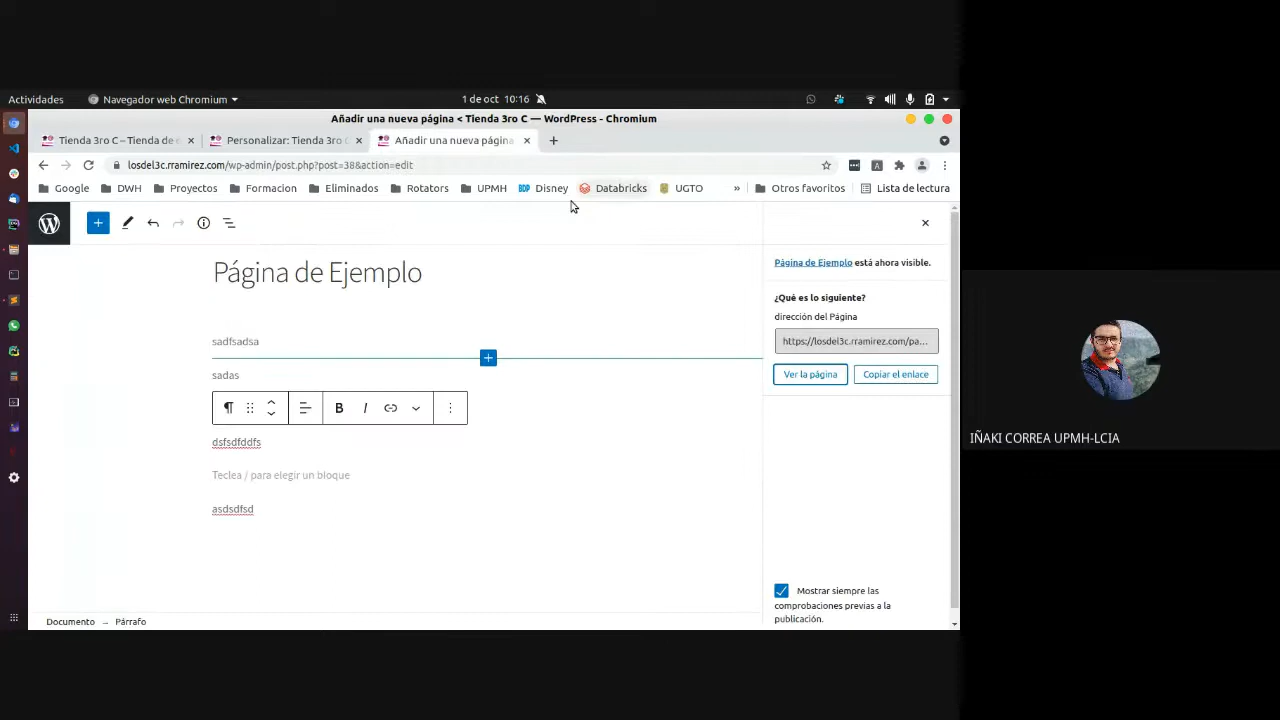 Actividades
Navegador web Chromium
1 de oct 10:16
Añadir una nueva página < Tienda 3ro C — WordPress - Chromium
Tienda 3ro C – Tienda de
Personalizar: Tienda 3ro
Añadir una nueva página
losdel3c.rramirez.com/wp-admin/post.php?post=38&action=edit
Google
DWH
Proyectos
Formacion
Eliminados
Rotators
UPMH
BDP Disney
Databricks
UGTO
»
Otros favoritos
Lista de lectura
Página de Ejemplo
Página de Ejemplo está ahora visible.
¿Qué es lo siguiente?
dirección del Página
https://losdel3c.rramirez.com/pa...
Ver la página
Copiar el enlace
sadfsadsa
sadas
B I
dsfsdfddfs
Teclea / para elegir un bloque
asdsdfsd
Mostrar siempre las
comprobaciones previas a la
publicación.
Documento → Párrafo
IÑAKI CORREA UPMH-LCIA